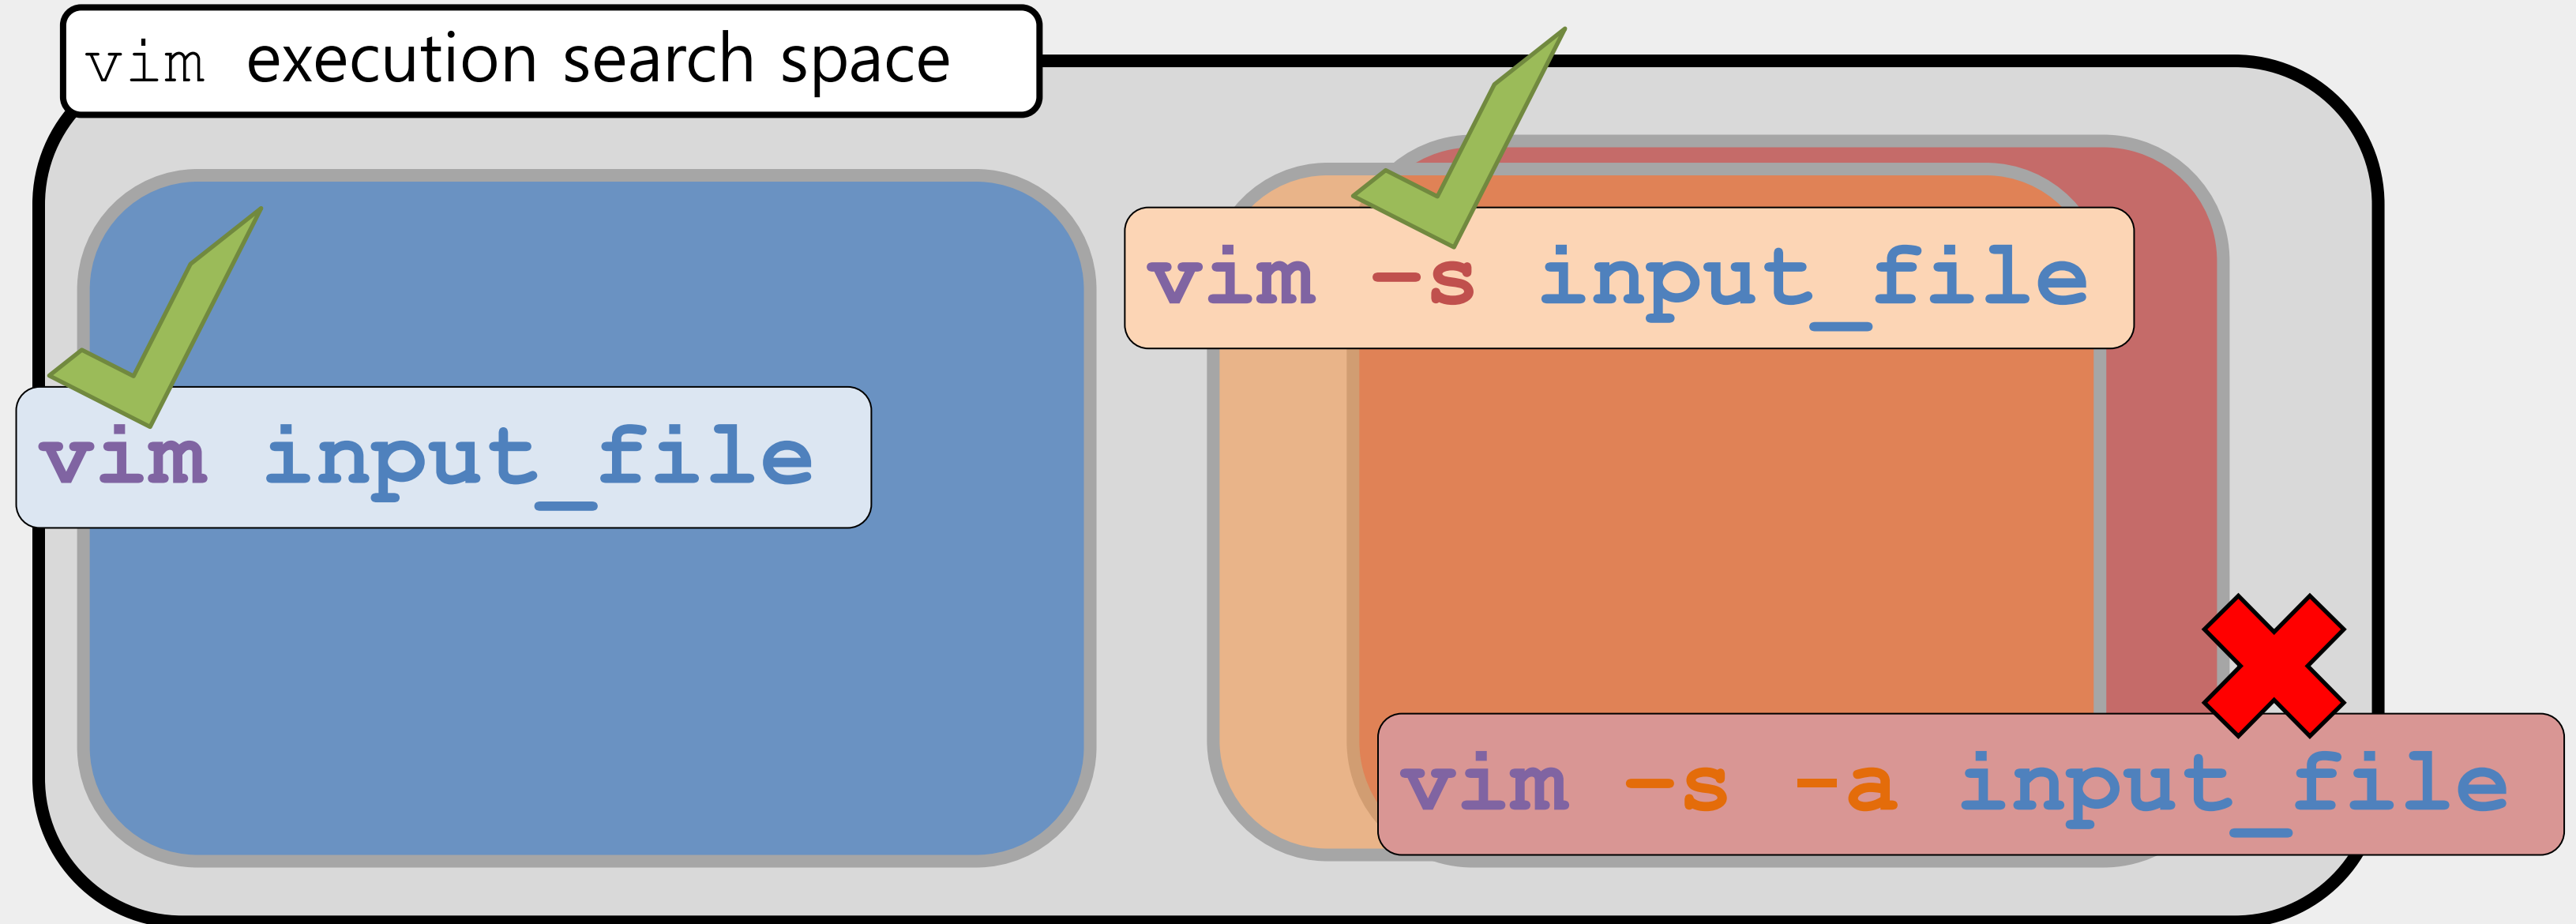 vim execution search space
vim -s input_file
vim input_file
vim -s -a input_file